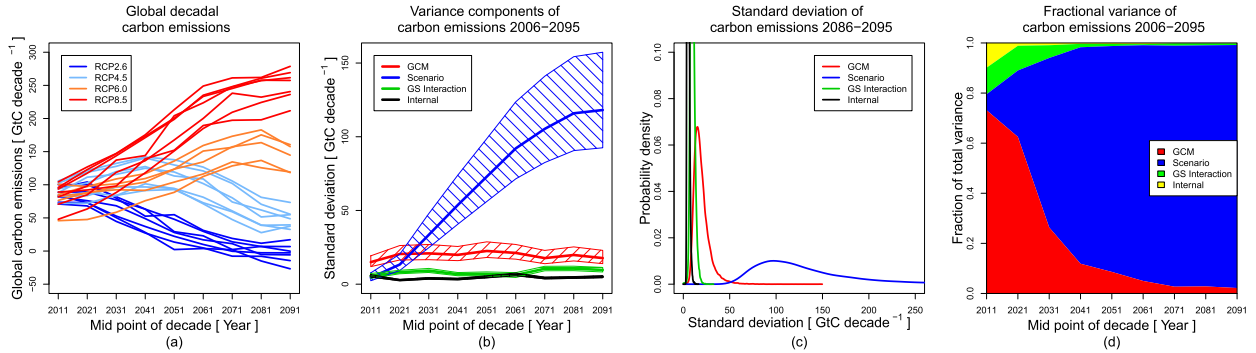 Global decadal
carbon emissions
Global carbon emissions [ GtC decade −1 ]
300
250
200
150
100
50
0
−50
RCP2.6
RCP4.5
RCP6.0
RCP8.5
2011 2021 2031 2041 2051 2061 2071 2081 2091
Mid point of decade [ Year ]
(a)
Variance components of
carbon emissions 2006−2095
Standard deviation [ GtC decade −1 ]
150
100
50
0
GCM
Scenario
GS Interaction
Internal
2011 2021 2031 2041 2051 2061 2071 2081 2091
Mid point of decade [ Year ]
(b)
Standard deviation of
carbon emissions 2086−2095
Probability density
0.10
0.08
0.06
0.04
0.02
0.00
GCM
Scenario
GS Interaction
Internal
0 50 100 150 200 250
Standard deviation [ GtC decade −1 ]
(c)
Fractional variance of
carbon emissions 2006−2095
Fraction of total variance
1.0
0.8
0.6
0.4
0.2
0.0
GCM
Scenario
GS Interaction
Internal
2011 2021 2031 2041 2051 2061 2071 2081 2091
Mid point of decade [ Year ]
(d)